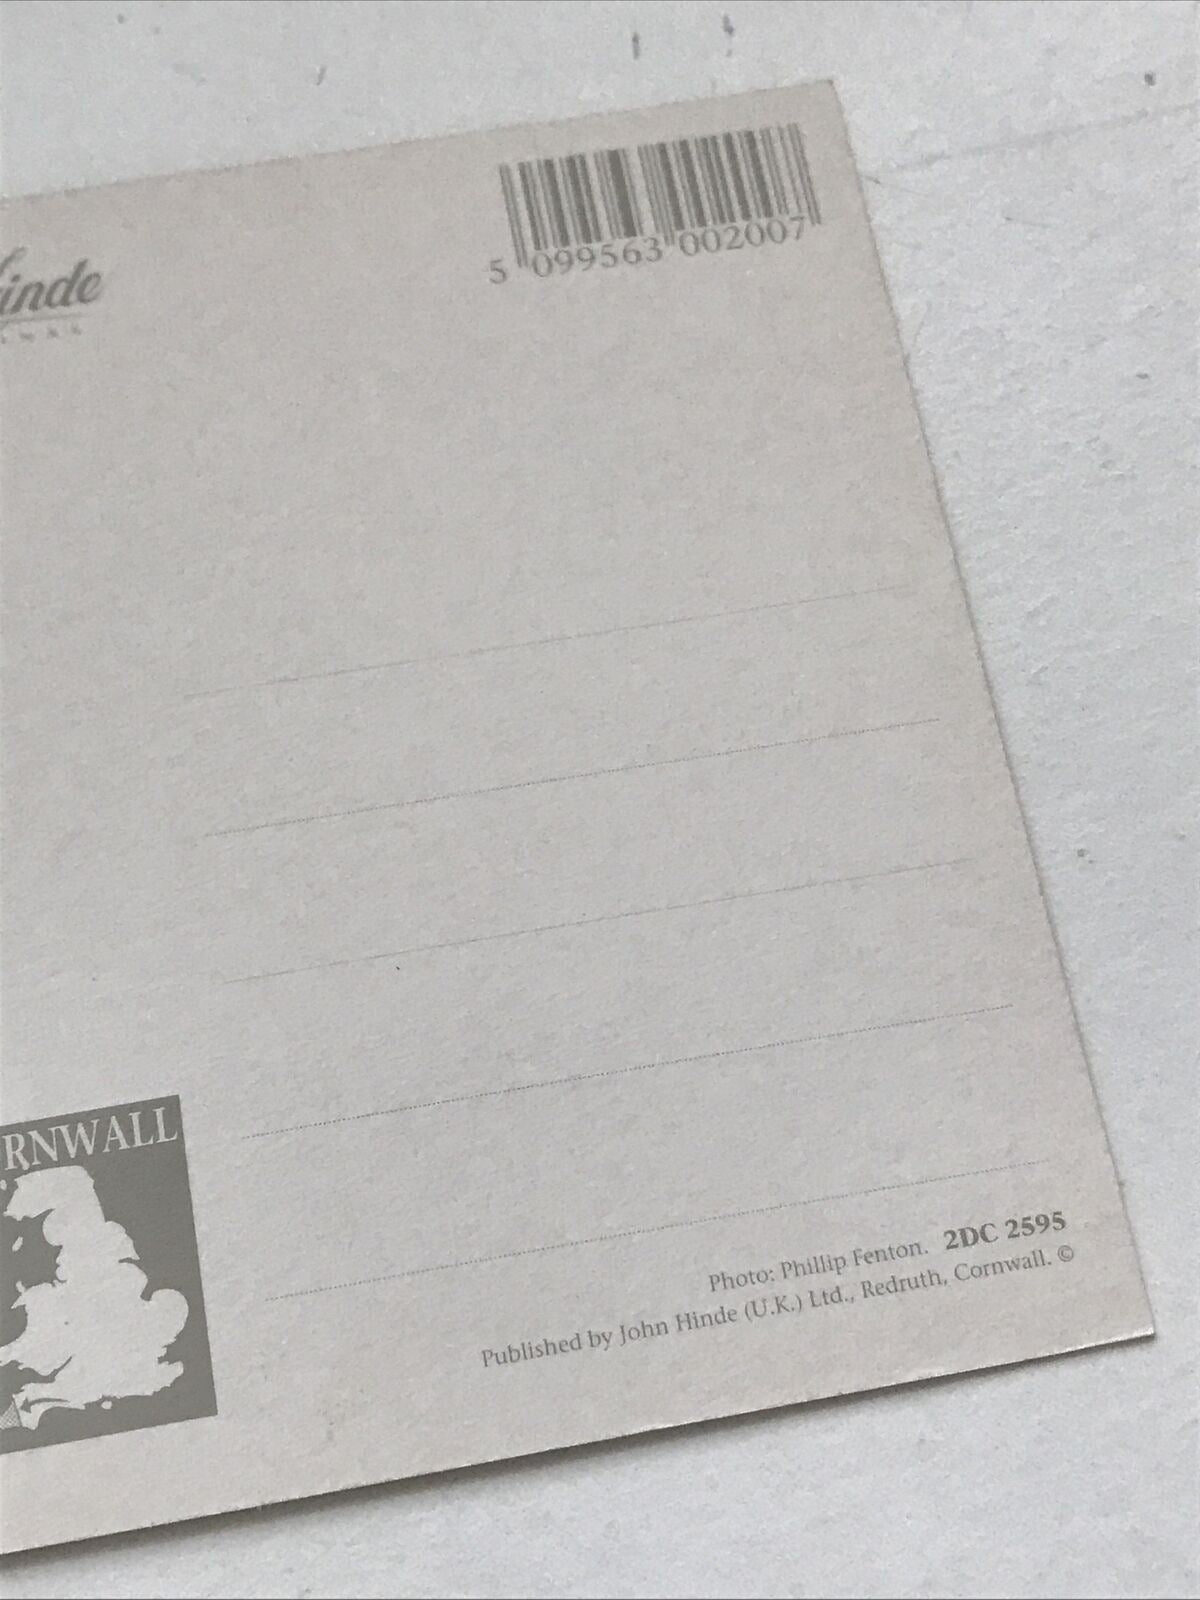 5 099563 002007
inde
RNWALL
Photo: Phillip Fenton. 2DC 2595
Published by John Hinde (U.K.) Ltd., Redruth, Cornwall. ©